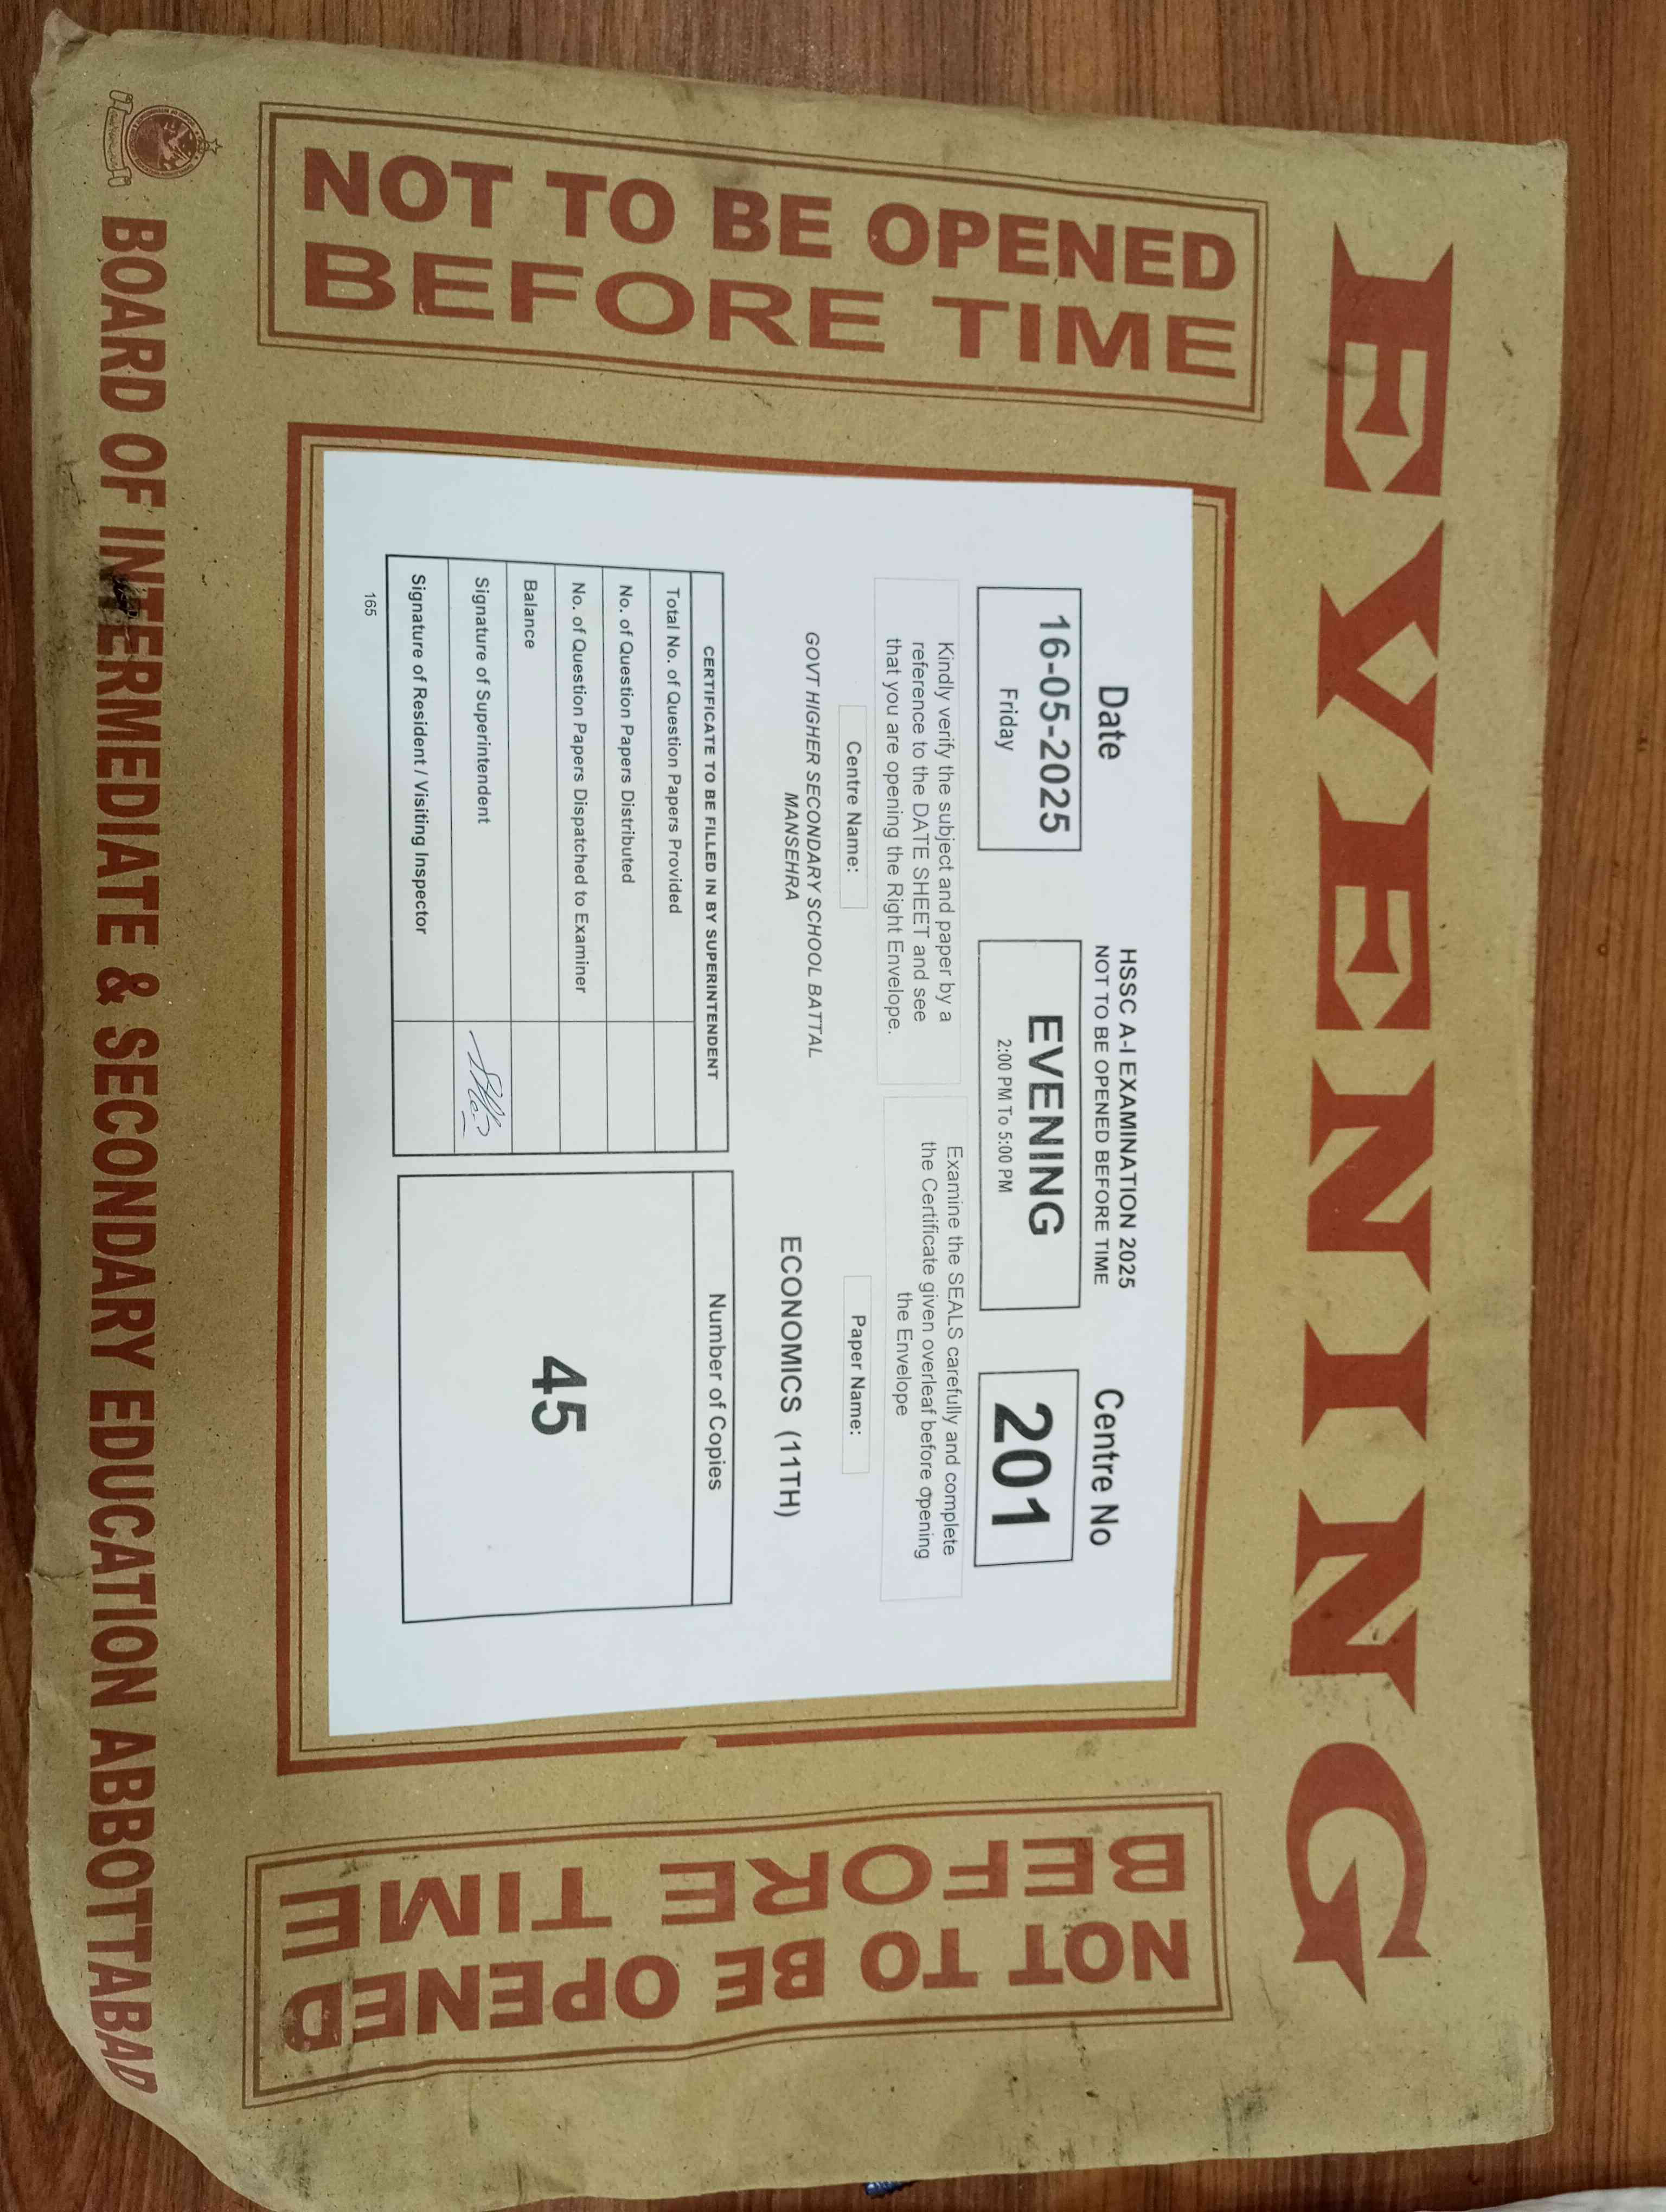 EVENING
NOT TO BE OPENED
BEFORE TIME
Date
16-05-2025
Friday
HSSC A-I EXAMINATION 2025
NOT TO BE OPENED BEFORE TIME
EVENING
2:00 PM To 5:00 PM
Centre No
201
Kindly verify the subject and paper by a
reference to the DATE SHEET and see
that you are opening the Right Envelope.
Examine the SEALS carefully and complete
the Certificate given overleaf before opening
the Envelope
Centre Name:
GOVT HIGHER SECONDARY SCHOOL BATTAL
MANSEHRA
Paper Name:
ECONOMICS (11TH)
CERTIFICATE TO BE FILLED IN BY SUPERINTENDENT
Total No. of Question Papers Provided
No. of Question Papers Distributed
No. of Question Papers Dispatched to Examiner
Balance
Signature of Superintendent
Signature of Resident / Visiting Inspector
Number of Copies
45
165
NOT TO BE OPENED
BEFORE TIME
BOARD OF INTERMEDIATE & SECONDARY EDUCATION ABBOTTABAD